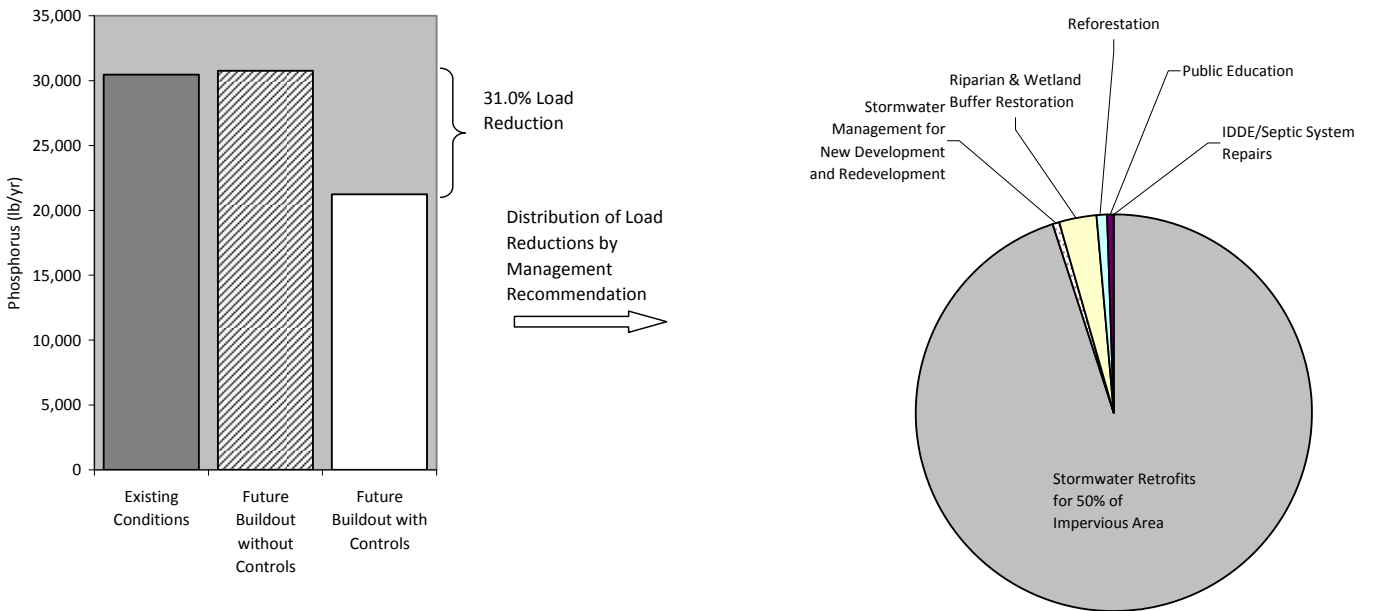 35,000
30,000
25,000
20,000
15,000
10,000
5,000
0
Phosphorus (lb/yr)
Existing
Conditions
Future
Buildout
without
Controls
Future
Buildout with
Controls
31.0% Load
Reduction
Distribution of Load
Reductions by
Management
Recommendation
Reforestation
Public Education
Riparian & Wetland
Buffer Restoration
Stormwater
Management for
New Development
and Redevelopment
IDDE/Septic System
Repairs
Stormwater Retrofits
for 50% of
Impervious Area